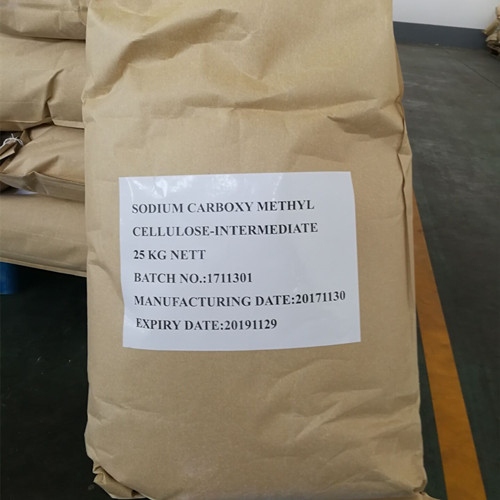 SODIUM CARBOXY METHYL
CELLULOSE-INTERMEDIATE
25 KG NETT
BATCH NO.:1711301
MANUFACTURING DATE:20171130
EXPIRY DATE:20191129